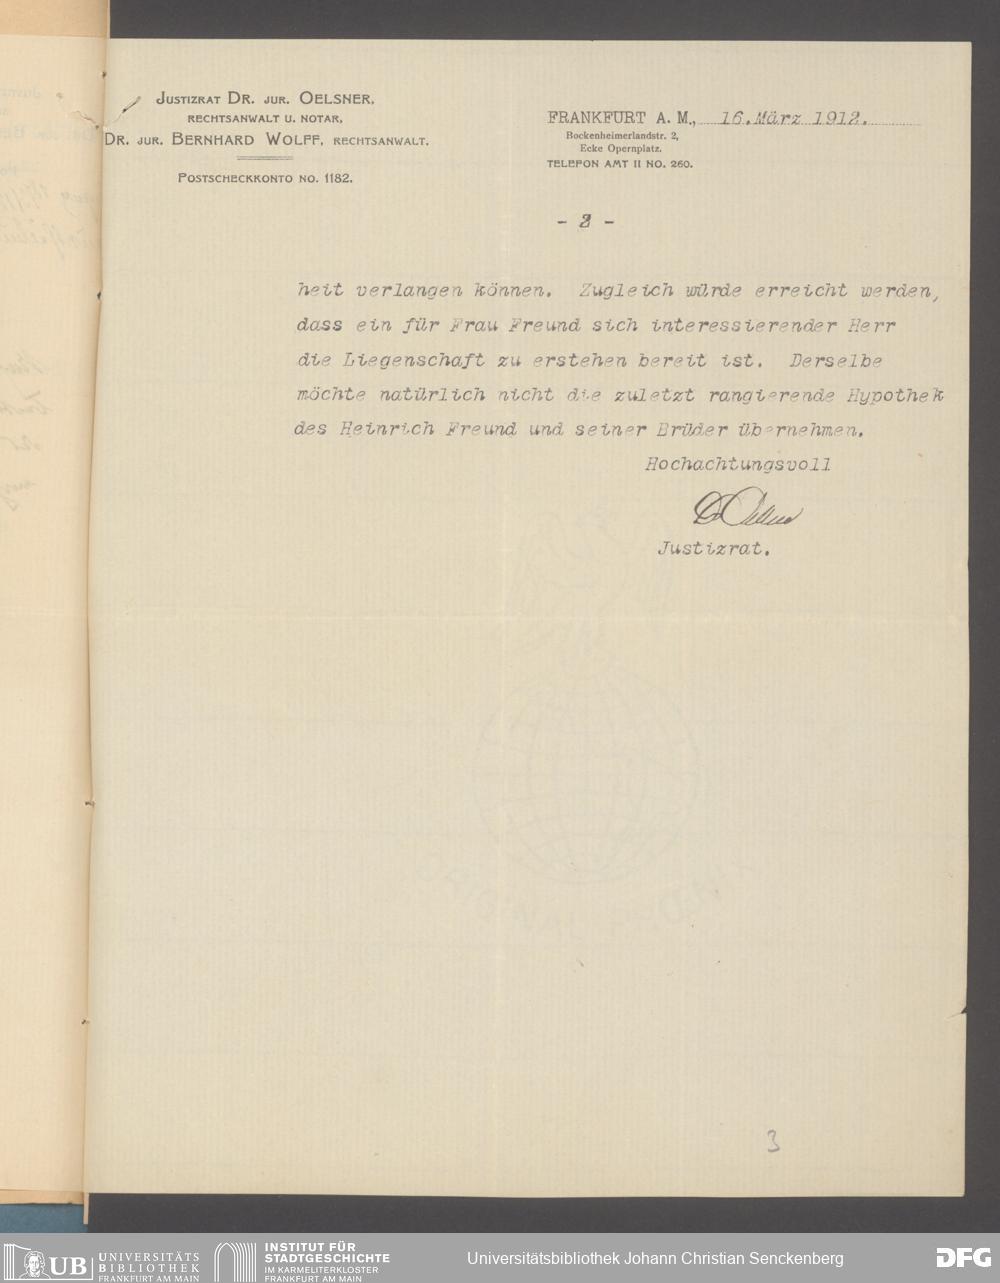 JUSTIZRAT DR. JUR. OELSNER,
RECHTSANWALT U. NOTAR,
DR. JUR. BERNHARD WOLFF, RECHTSANWALT.
POSTSCHECKKONTO NO. 1182.
FRANKFURT A. M., 16.März 1912.
Bockenheimerlandstr. 2,
Ecke Opernplatz.
TELEFON AMT II NO. 260.
- 2 -
heit verlangen können. Zugleich würde erreicht werden,
dass ein für Frau Freund sich interessierender Herr
die Liegenschaft zu erstehen bereit ist. Derselbe
möchte natürlich nicht die zuletzt rangierende Hypothek
des Heinrich Freund und seiner Brüder übernehmen.
Hochachtungsvoll
Dr Oelsner
Justizrat.
ORIGINAL
3
UB UNIVERSITÄTS
BIBLIOTHEK
FRANKFURT AM MAIN
INSTITUT FÜR
STADTGESCHICHTE
IM KARMELITERKLOSTER
FRANKFURT AM MAIN
Universitätsbibliothek Johann Christian Senckenberg
DFG